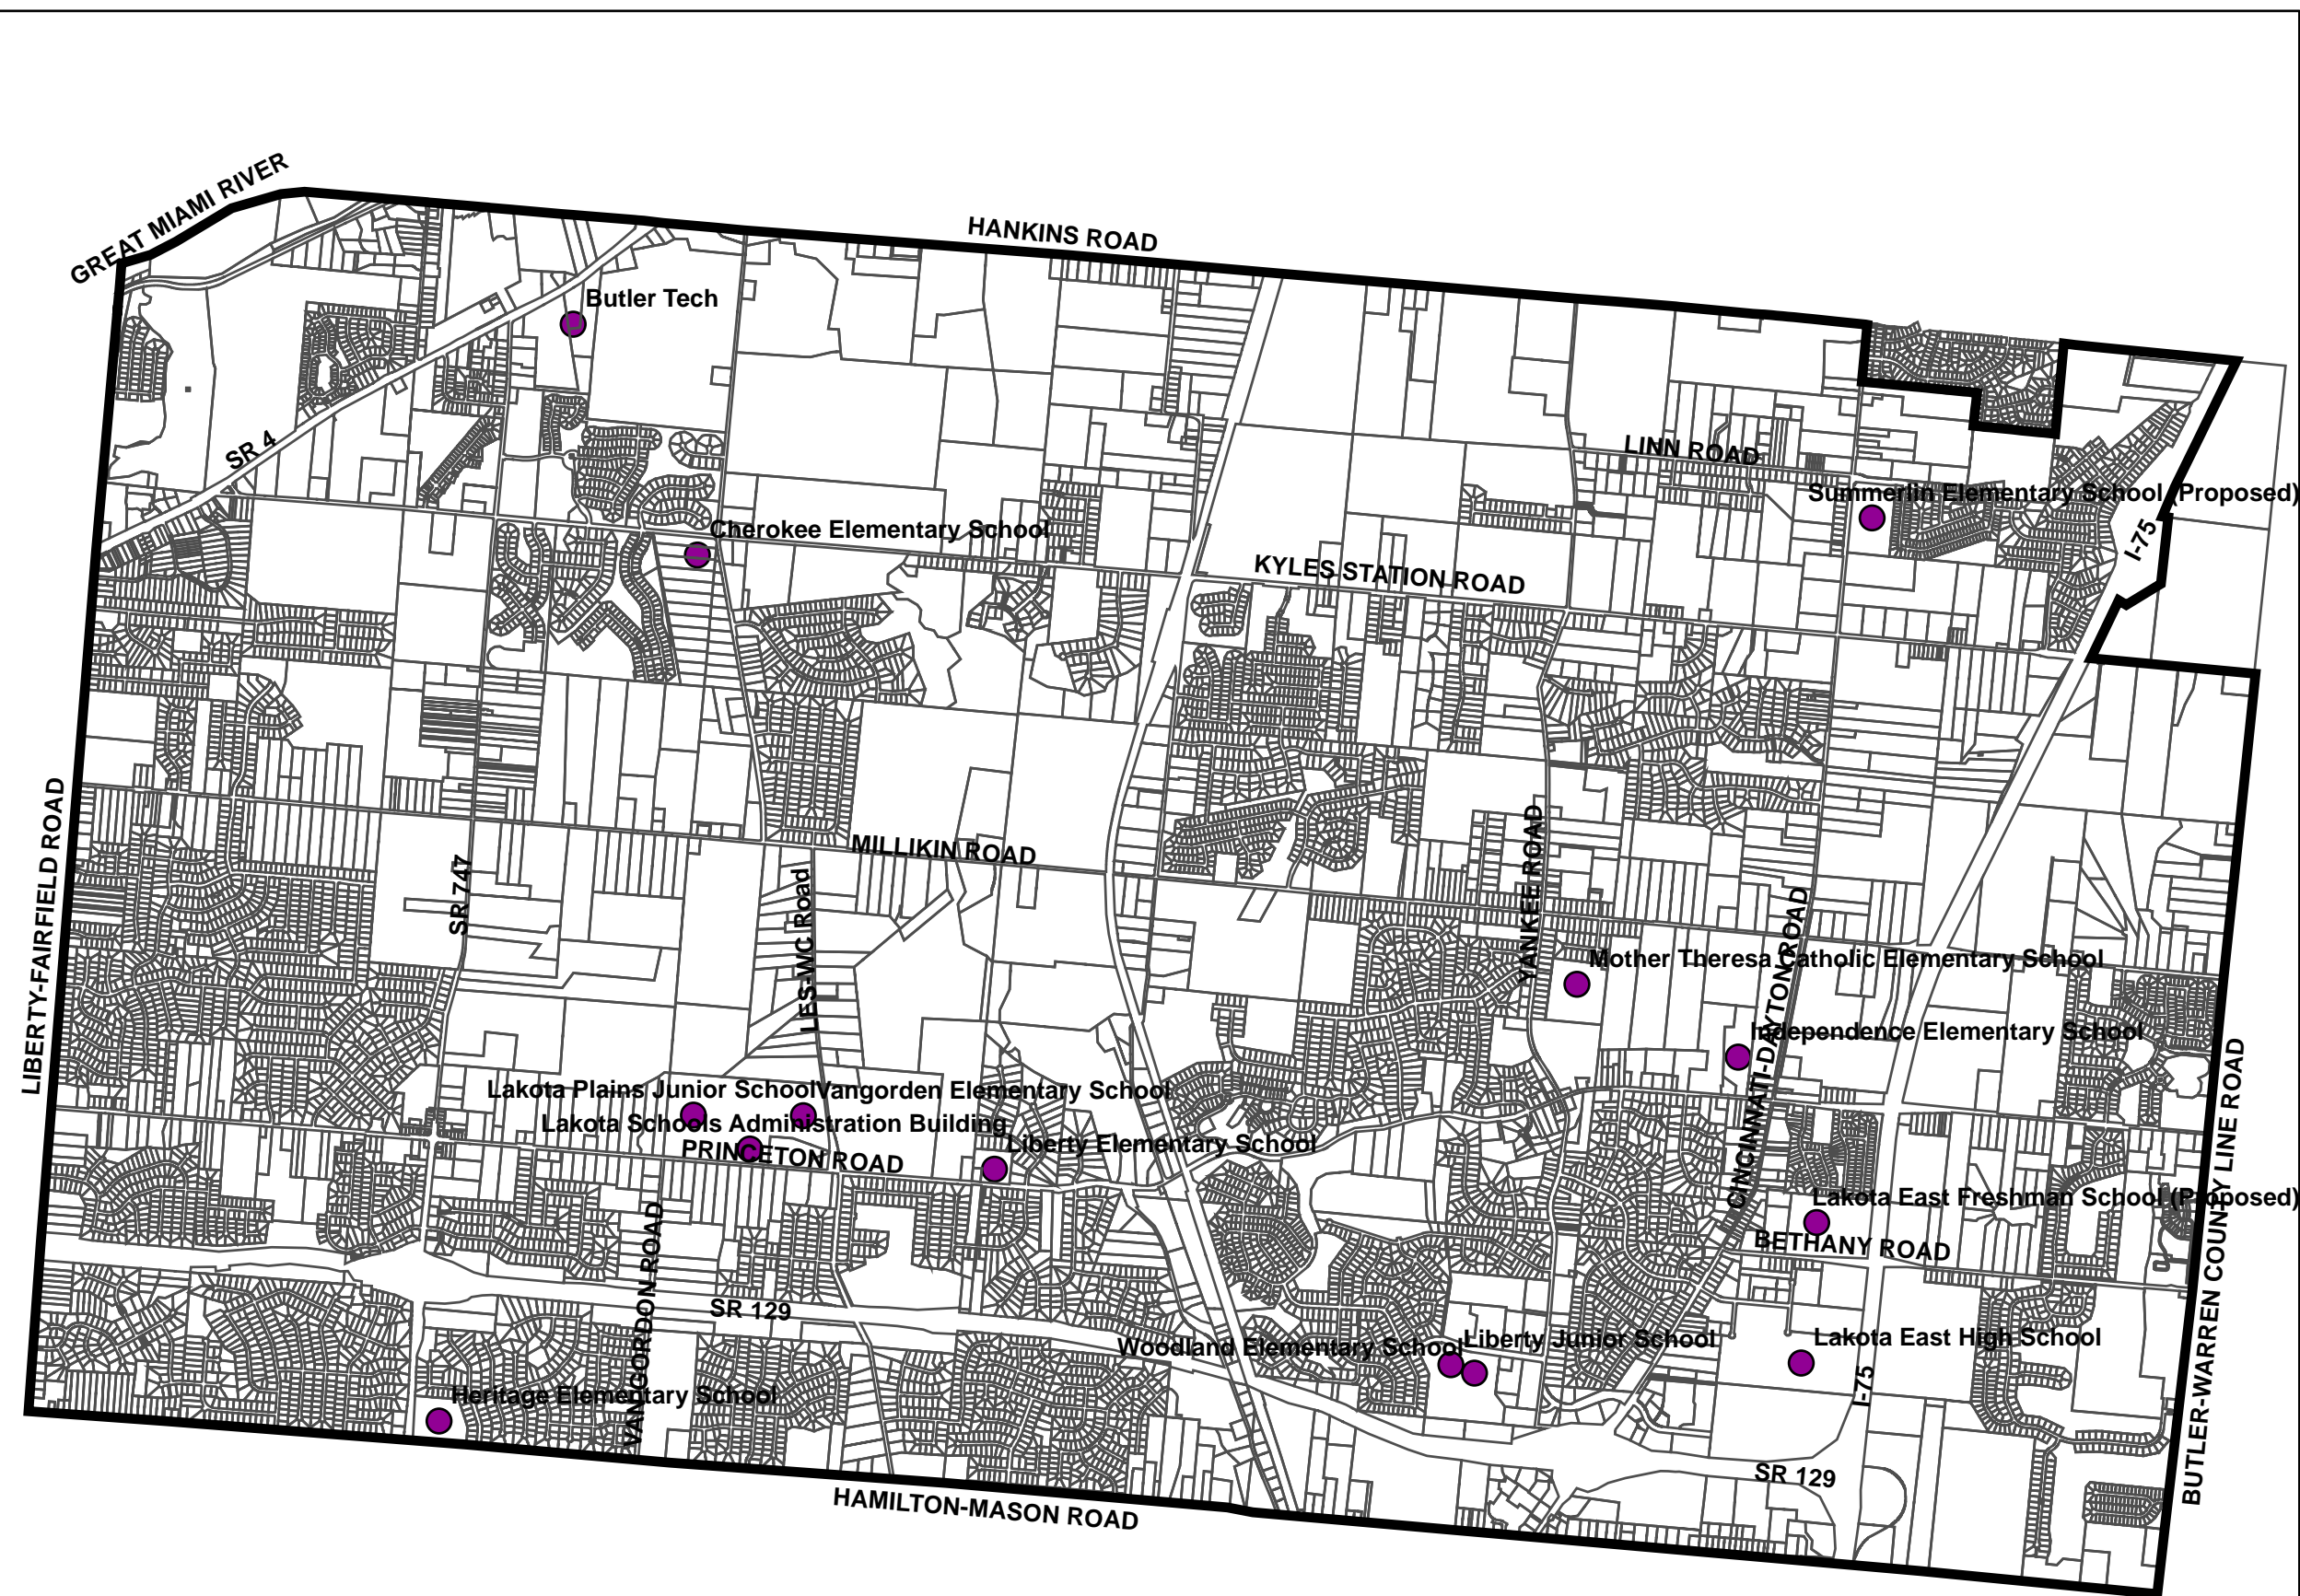 GREAT MIAMI RIVER
HANKINS ROAD
Butler Tech
SR 4
LINN ROAD
Summerlin Elementary School (Proposed)
Cherokee Elementary School
I-75
KYLES STATION ROAD
LIBERTY-FAIRFIELD ROAD
MILLIKIN ROAD
SR 747
LES-WC Road
YANKEE ROAD
CINCINNATI-DAYTON ROAD
Mother Theresa Catholic Elementary School
Independence Elementary School
Lakota Plains Junior School
Vangorden Elementary School
Lakota Schools Administration Building
Liberty Elementary School
PRINCETON ROAD
BUTLER-WARREN COUNTY LINE ROAD
Lakota East Freshman School (Proposed)
BETHANY ROAD
VANGORDON ROAD
SR 129
Woodland Elementary School
Liberty Junior School
Lakota East High School
I-75
Heritage Elementary School
SR 129
HAMILTON-MASON ROAD